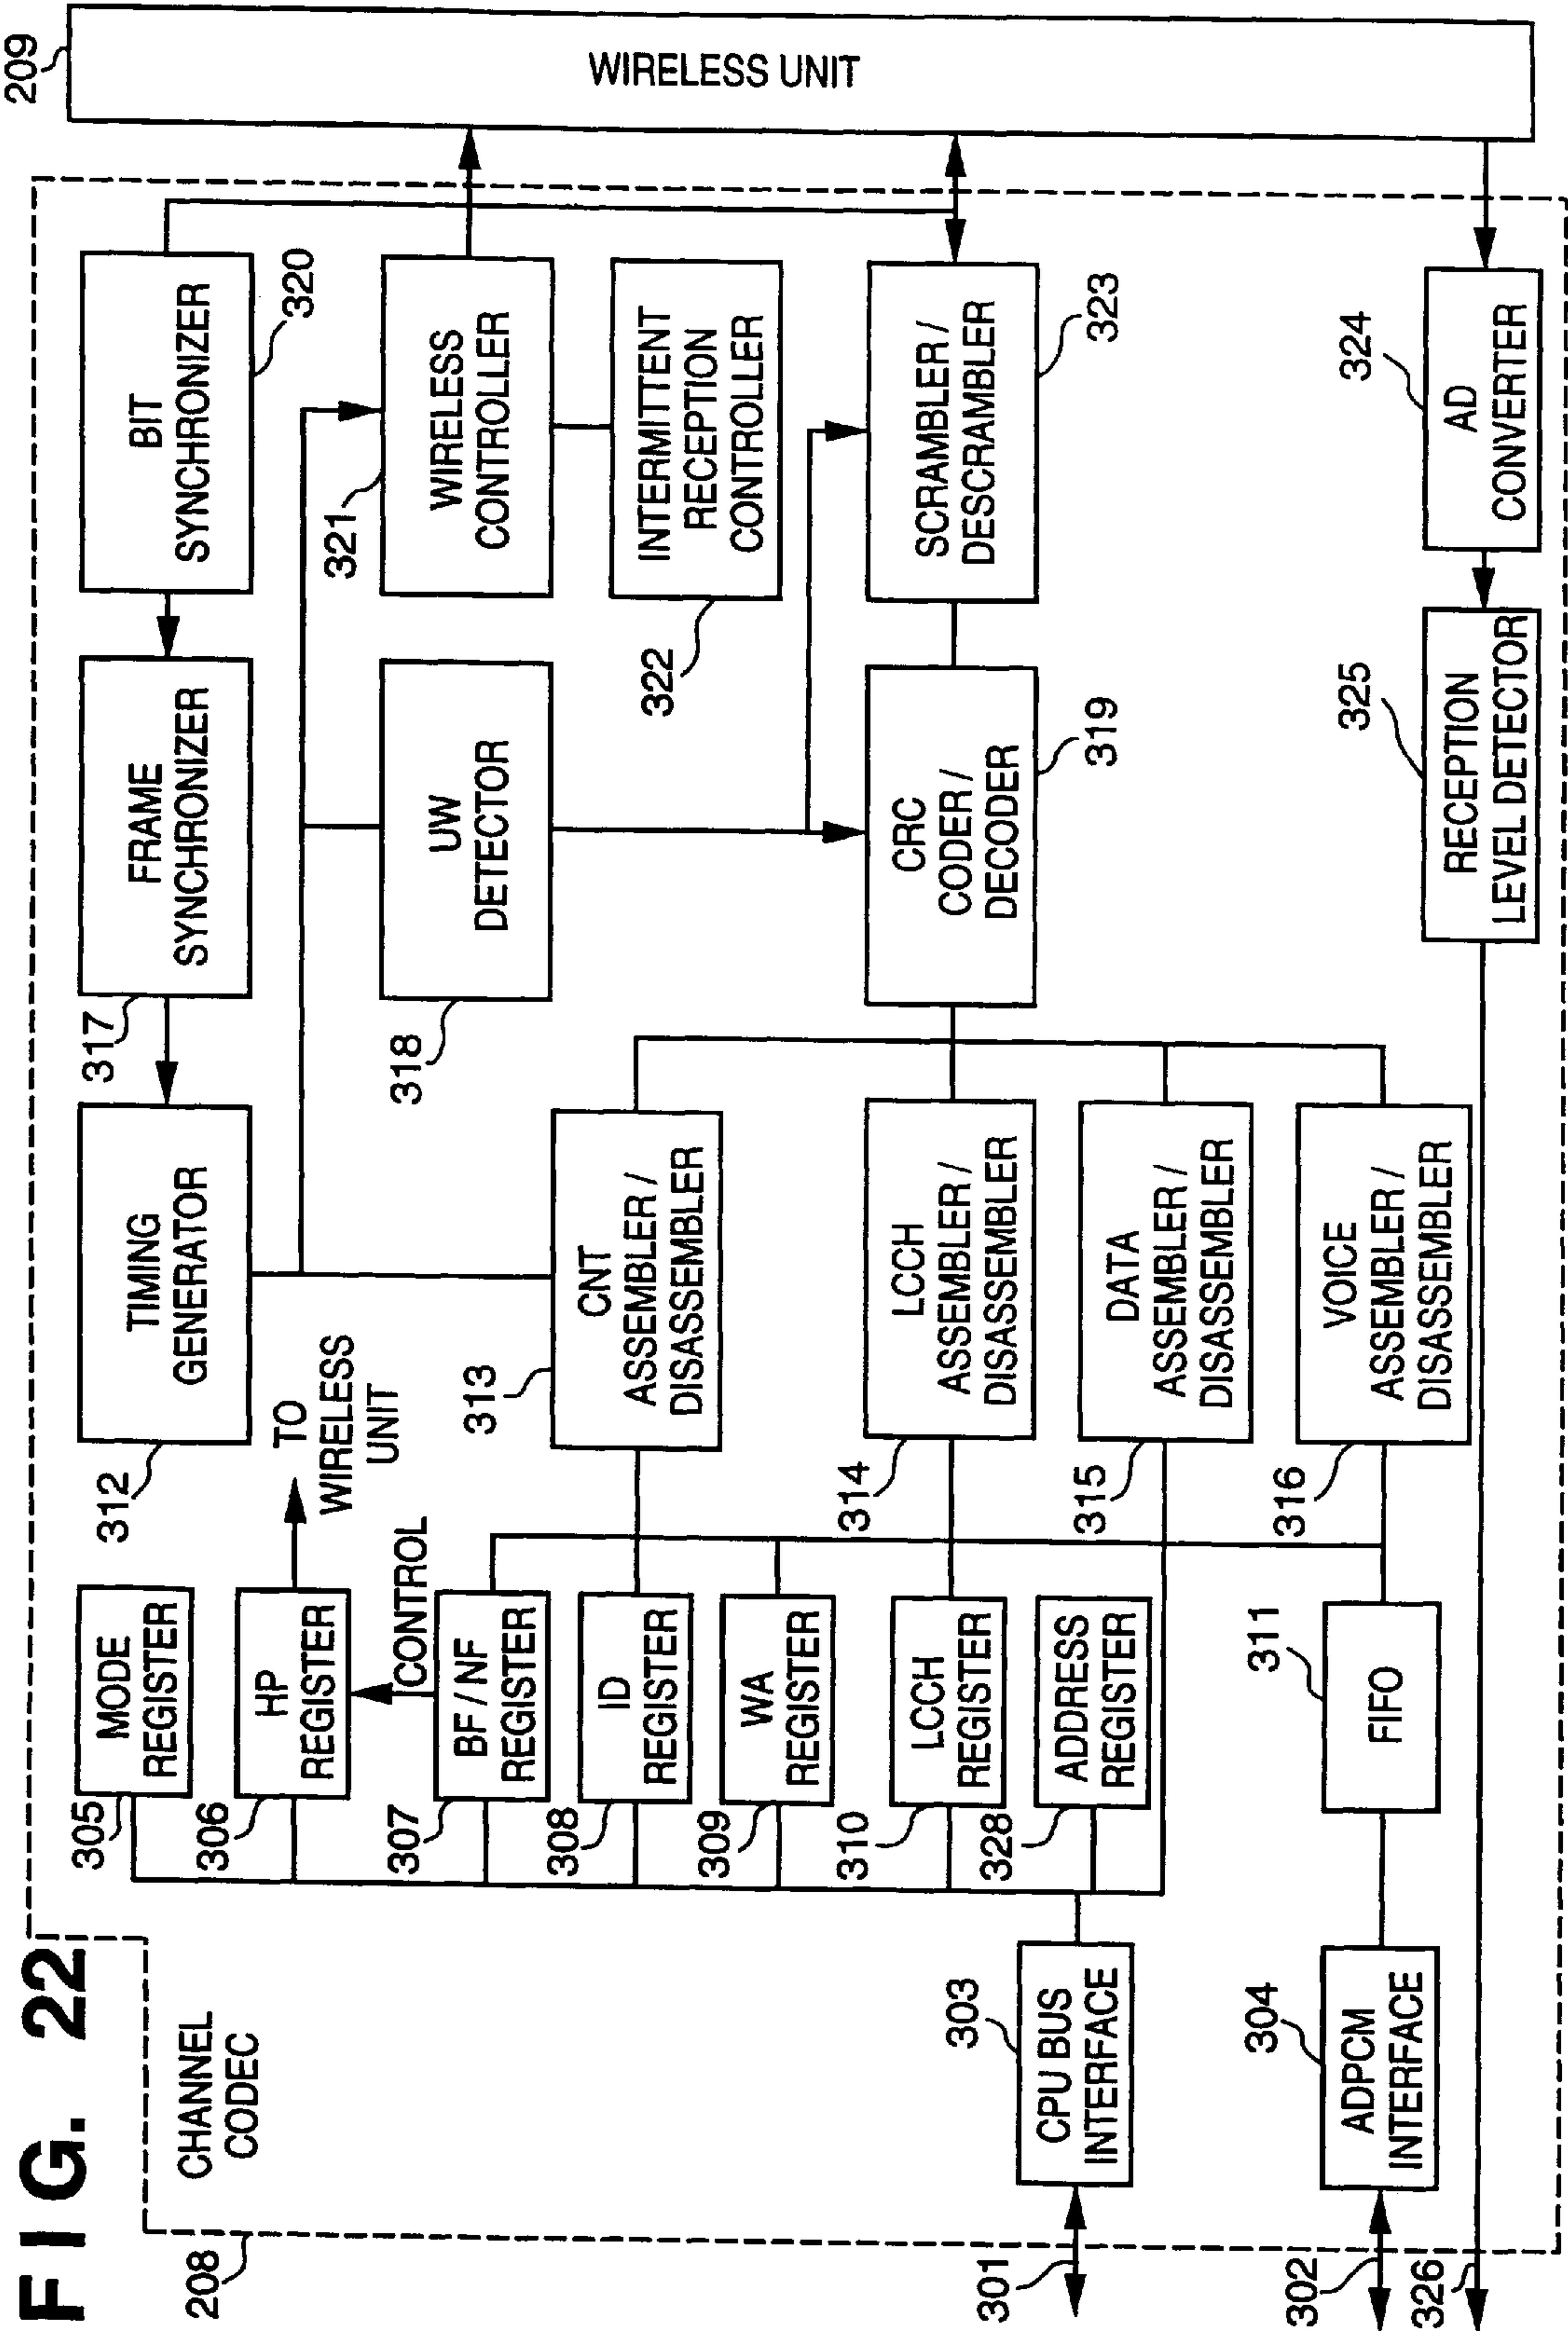 FIG. 22
209
WIRELESS UNIT
208
CHANNEL
CODEC
301
303
CPU BUS
INTERFACE
302
304
ADPCM
INTERFACE
326
305
MODE
REGISTER
306
HP
REGISTER
TO
WIRELESS
UNIT
CONTROL
307
BF / NF
REGISTER
308
ID
REGISTER
309
WA
REGISTER
310
LCCH
REGISTER
328
ADDRESS
REGISTER
311
FIFO
312
TIMING
GENERATOR
313
CNT
ASSEMBLER /
DISASSEMBLER
314
LCCH
ASSEMBLER /
DISASSEMBLER
315
DATA
ASSEMBLER /
DISASSEMBLER
316
VOICE
ASSEMBLER /
DISASSEMBLER
317
FRAME
SYNCHRONIZER
318
UW
DETECTOR
CRC
CODER /
DECODER
319
325
RECEPTION
LEVEL DETECTOR
BIT
SYNCHRONIZER
320
321
WIRELESS
CONTROLLER
322
INTERMITTENT
RECEPTION
CONTROLLER
SCRAMBLER /
DESCRAMBLER
323
324
AD
CONVERTER